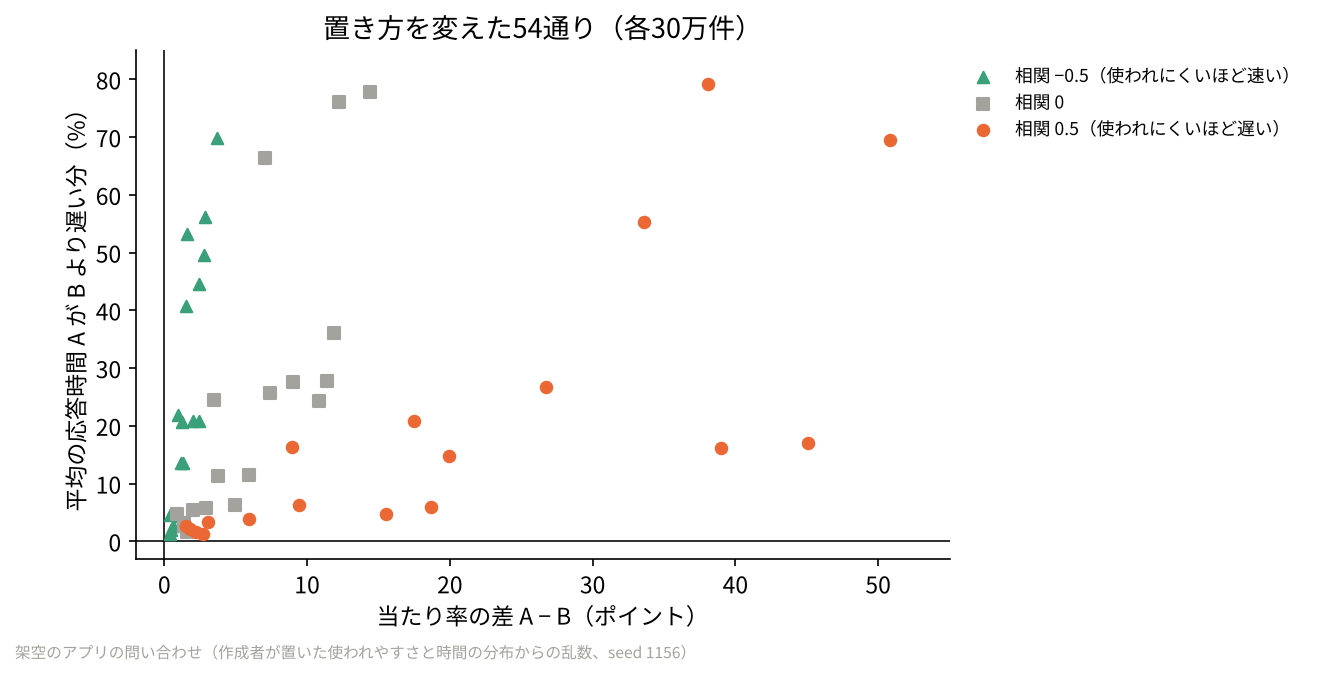 置き方を変えた54通り（各30万件）
平均の応答時間 A が B より遅い分（%）
80
70
60
50
40
30
20
10
0
0 10 20 30 40 50
当たり率の差 A − B（ポイント）
相関 −0.5（使われにくいほど速い）
相関 0
相関 0.5（使われにくいほど遅い）
架空のアプリの問い合わせ（作成者が置いた使われやすさと時間の分布からの乱数、seed 1156）